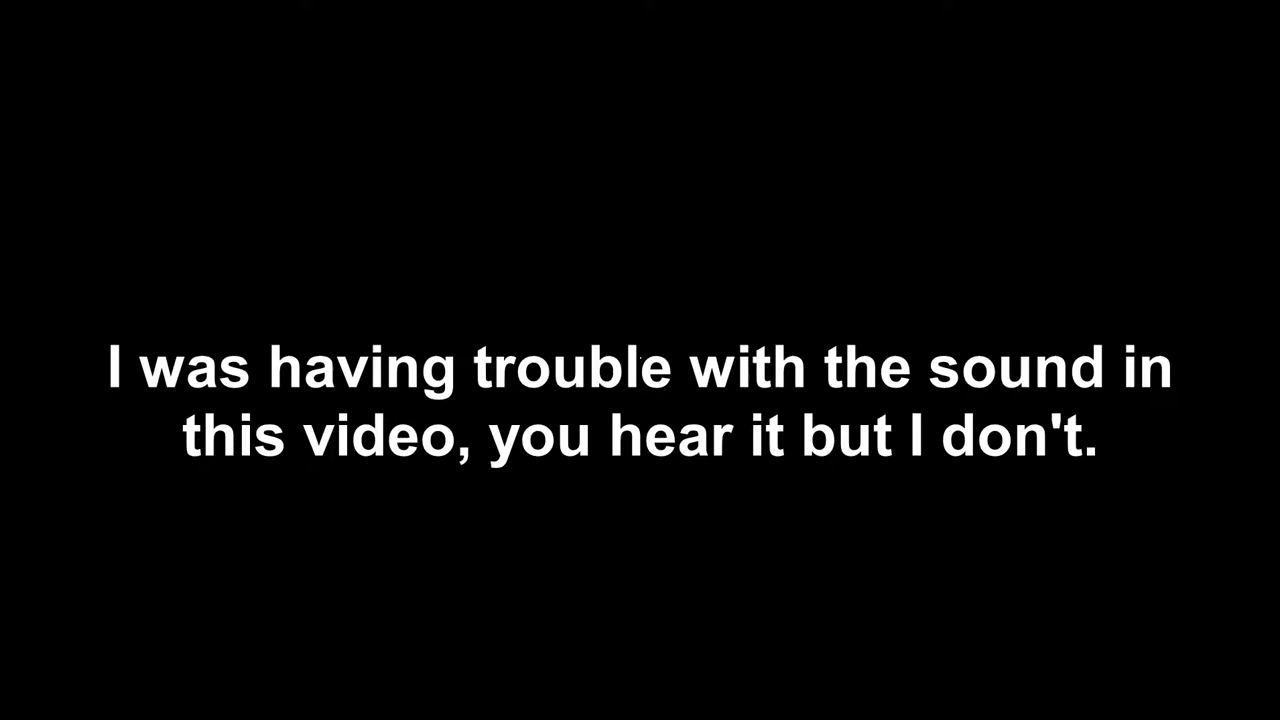 I was having trouble with the sound in
this video, you hear it but I don't.